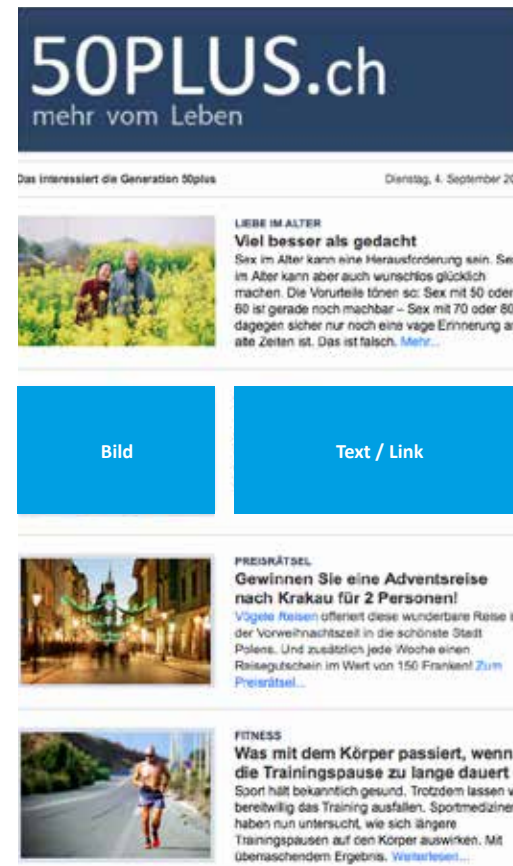 50PLUS.ch
mehr vom Leben
Das interessiert die Generation 50plus
Dienstag, 4. September 20
LIEBE IM ALTER
Viel besser als gedacht
Sex im Alter kann eine Herausforderung sein. Sex
im Alter kann aber auch wunschlos glücklich
machen. Die Vorurteile tönen so: Sex mit 50 oder
60 ist gerade noch machbar – Sex mit 70 oder 80
dagegen sicher nur noch eine vage Erinnerung a
alte Zeiten ist. Das ist falsch. Mehr...
Bild
Text / Link
PREISRÄTSEL
Gewinnen Sie eine Adventsreise
nach Krakau für 2 Personen!
Vögele Reisen offeriert diese wunderbare Reise i
der Vorweihnachtszeit in die schönste Stadt
Polens. Und zusätzlich jede Woche einen
Reisegutschein im Wert von 150 Franken! Zum
Preisrätsel...
FITNESS
Was mit dem Körper passiert, wenn
die Trainingspause zu lange dauert
Sport hält bekanntlich gesund. Trotzdem lassen
bereitwillig das Training ausfallen. Sportmediziner
haben nun untersucht, wie sich längere
Trainingspausen auf den Körper auswirken. Mit
überraschendem Ergebnis. Weiterlesen...